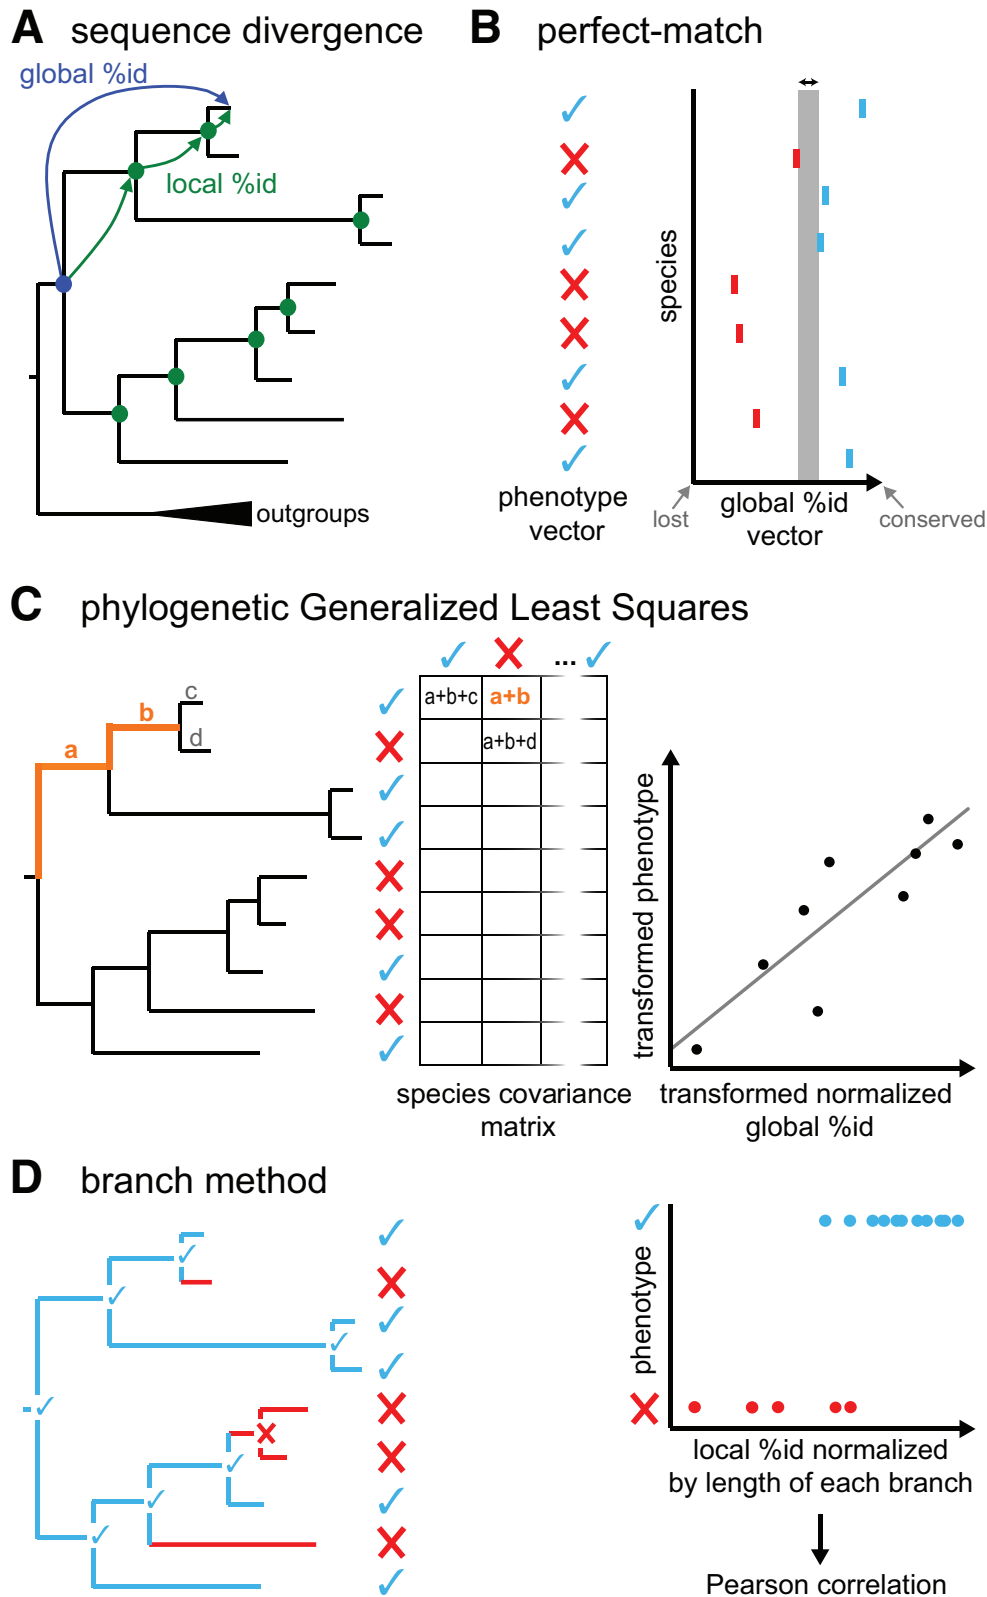 A sequence divergence
global %id
local %id
outgroups
B perfect-match
species
phenotype
vector
lost
global %id
vector
conserved
C phylogenetic Generalized Least Squares
a
b
c
d
...
a+b+c
a+b
a+b+d
species covariance
matrix
transformed phenotype
transformed normalized
global %id
D branch method
phenotype
local %id normalized
by length of each branch
Pearson correlation